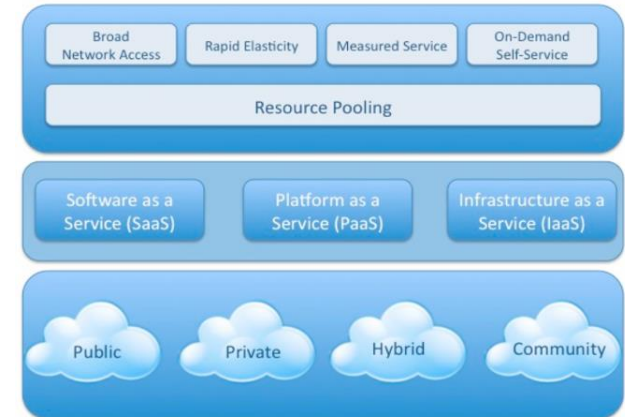 Broad
Network Access
Rapid Elasticity
Measured Service
On-Demand
Self-Service
Resource Pooling
Software as a
Service (SaaS)
Platform as a
Service (PaaS)
Infrastructure as a
Service (IaaS)
Public
Private
Hybrid
Community